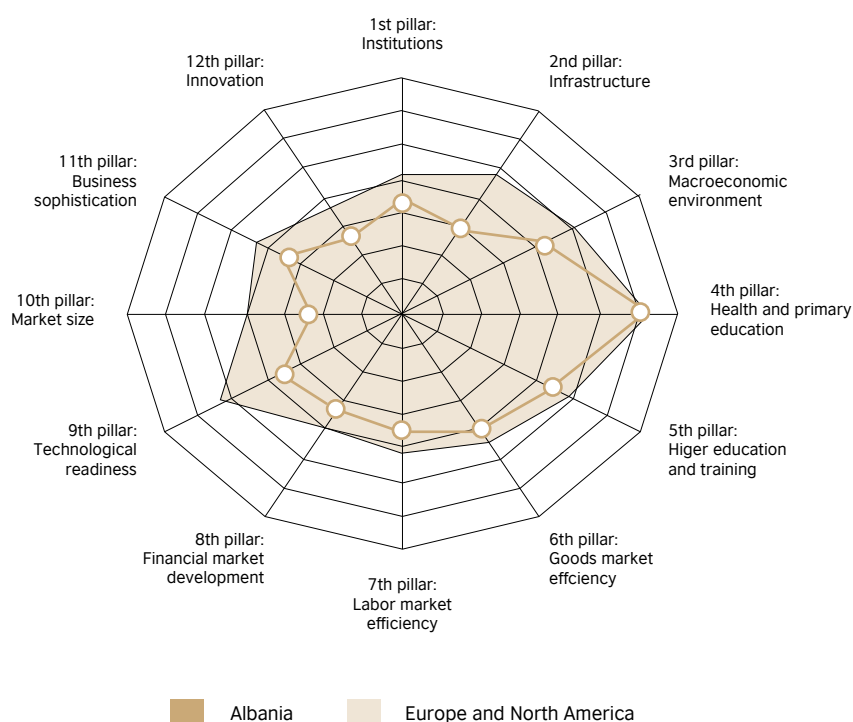 1st pillar:
Institutions
2nd pillar:
Infrastructure
3rd pillar:
Macroeconomic
environment
4th pillar:
Health and primary
education
5th pillar:
Higer education
and training
6th pillar:
Goods market
effciency
7th pillar:
Labor market
efficiency
8th pillar:
Financial market
development
9th pillar:
Technological
readiness
10th pillar:
Market size
11th pillar:
Business
sophistication
12th pillar:
Innovation
Albania
Europe and North America